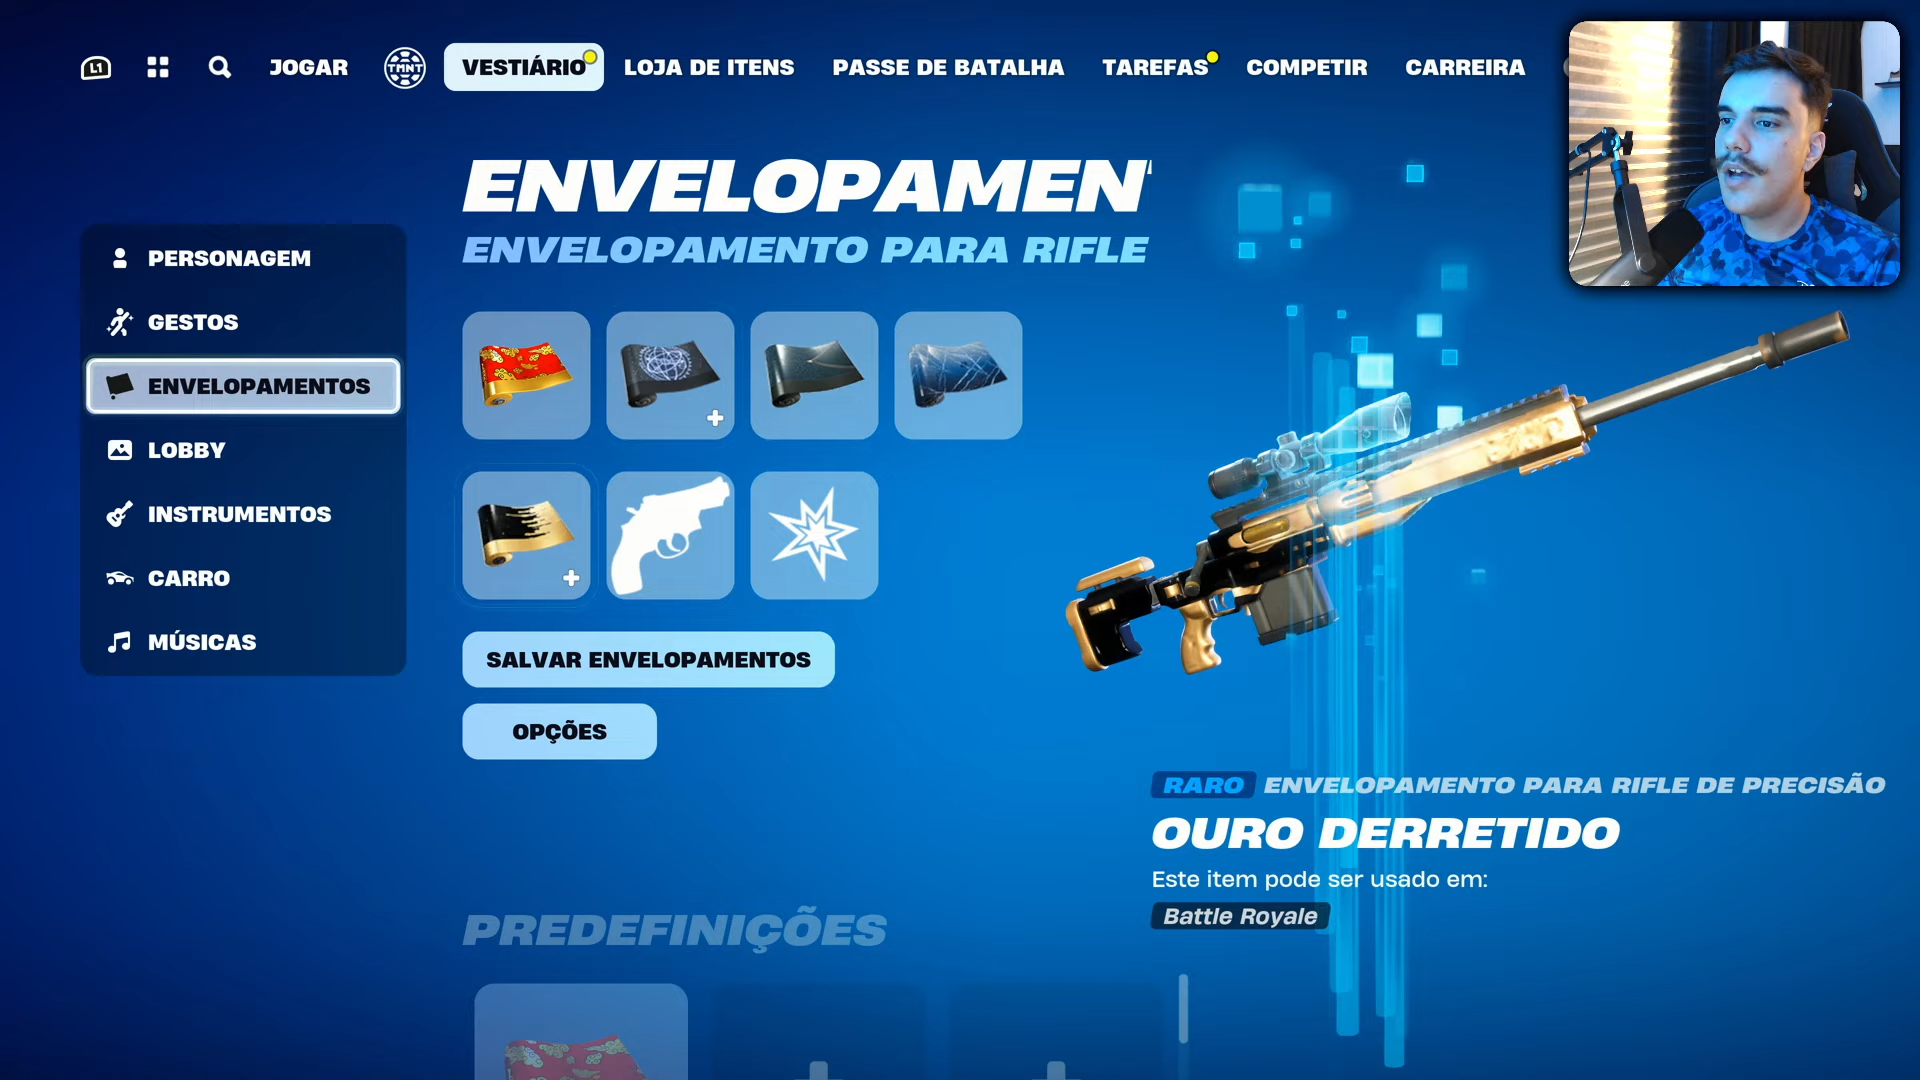 L1
JOGAR
TMNT
VESTIÁRIO
LOJA DE ITENS
PASSE DE BATALHA
TAREFAS
COMPETIR
CARREIRA
ENVELOPAMEN
ENVELOPAMENTO PARA RIFLE
PERSONAGEM
GESTOS
ENVELOPAMENTOS
LOBBY
INSTRUMENTOS
CARRO
MÚSICAS
SALVAR ENVELOPAMENTOS
OPÇÕES
RARO ENVELOPAMENTO PARA RIFLE DE PRECISÃO
OURO DERRETIDO
Este item pode ser usado em:
Battle Royale
PREDEFINIÇÕES